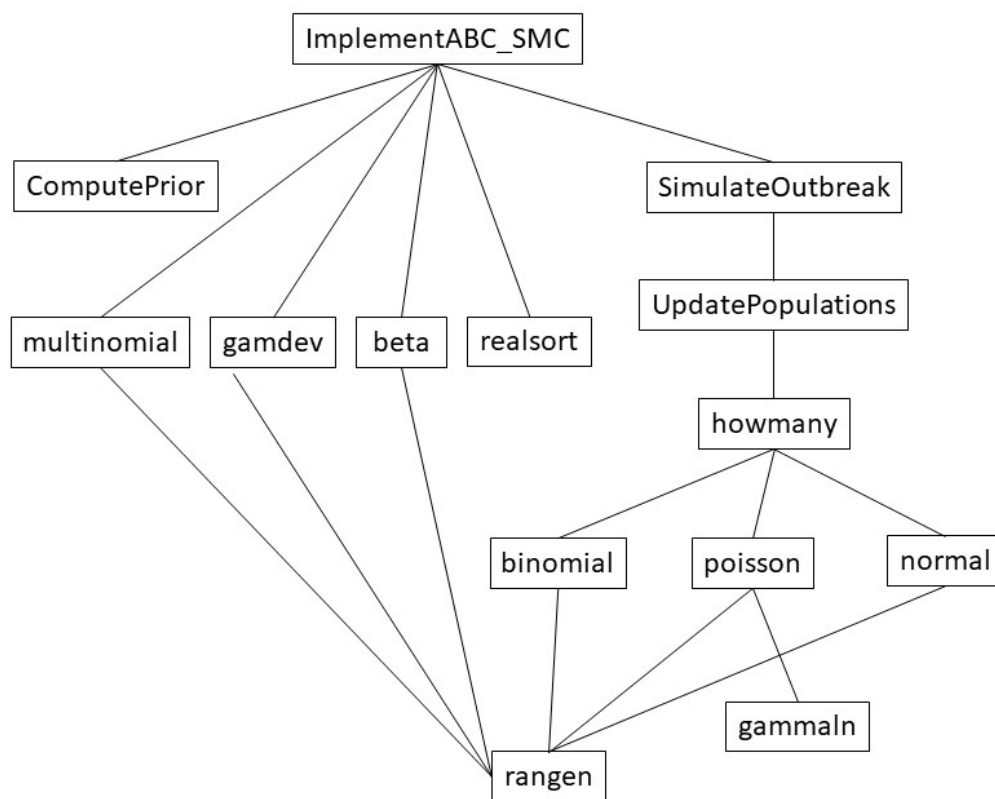 ImplementABC_SMC
ComputePrior
SimulateOutbreak
UpdatePopulations
multinomial
gamdev
beta
realsort
howmany
binomial
poisson
normal
gammaln
rangen